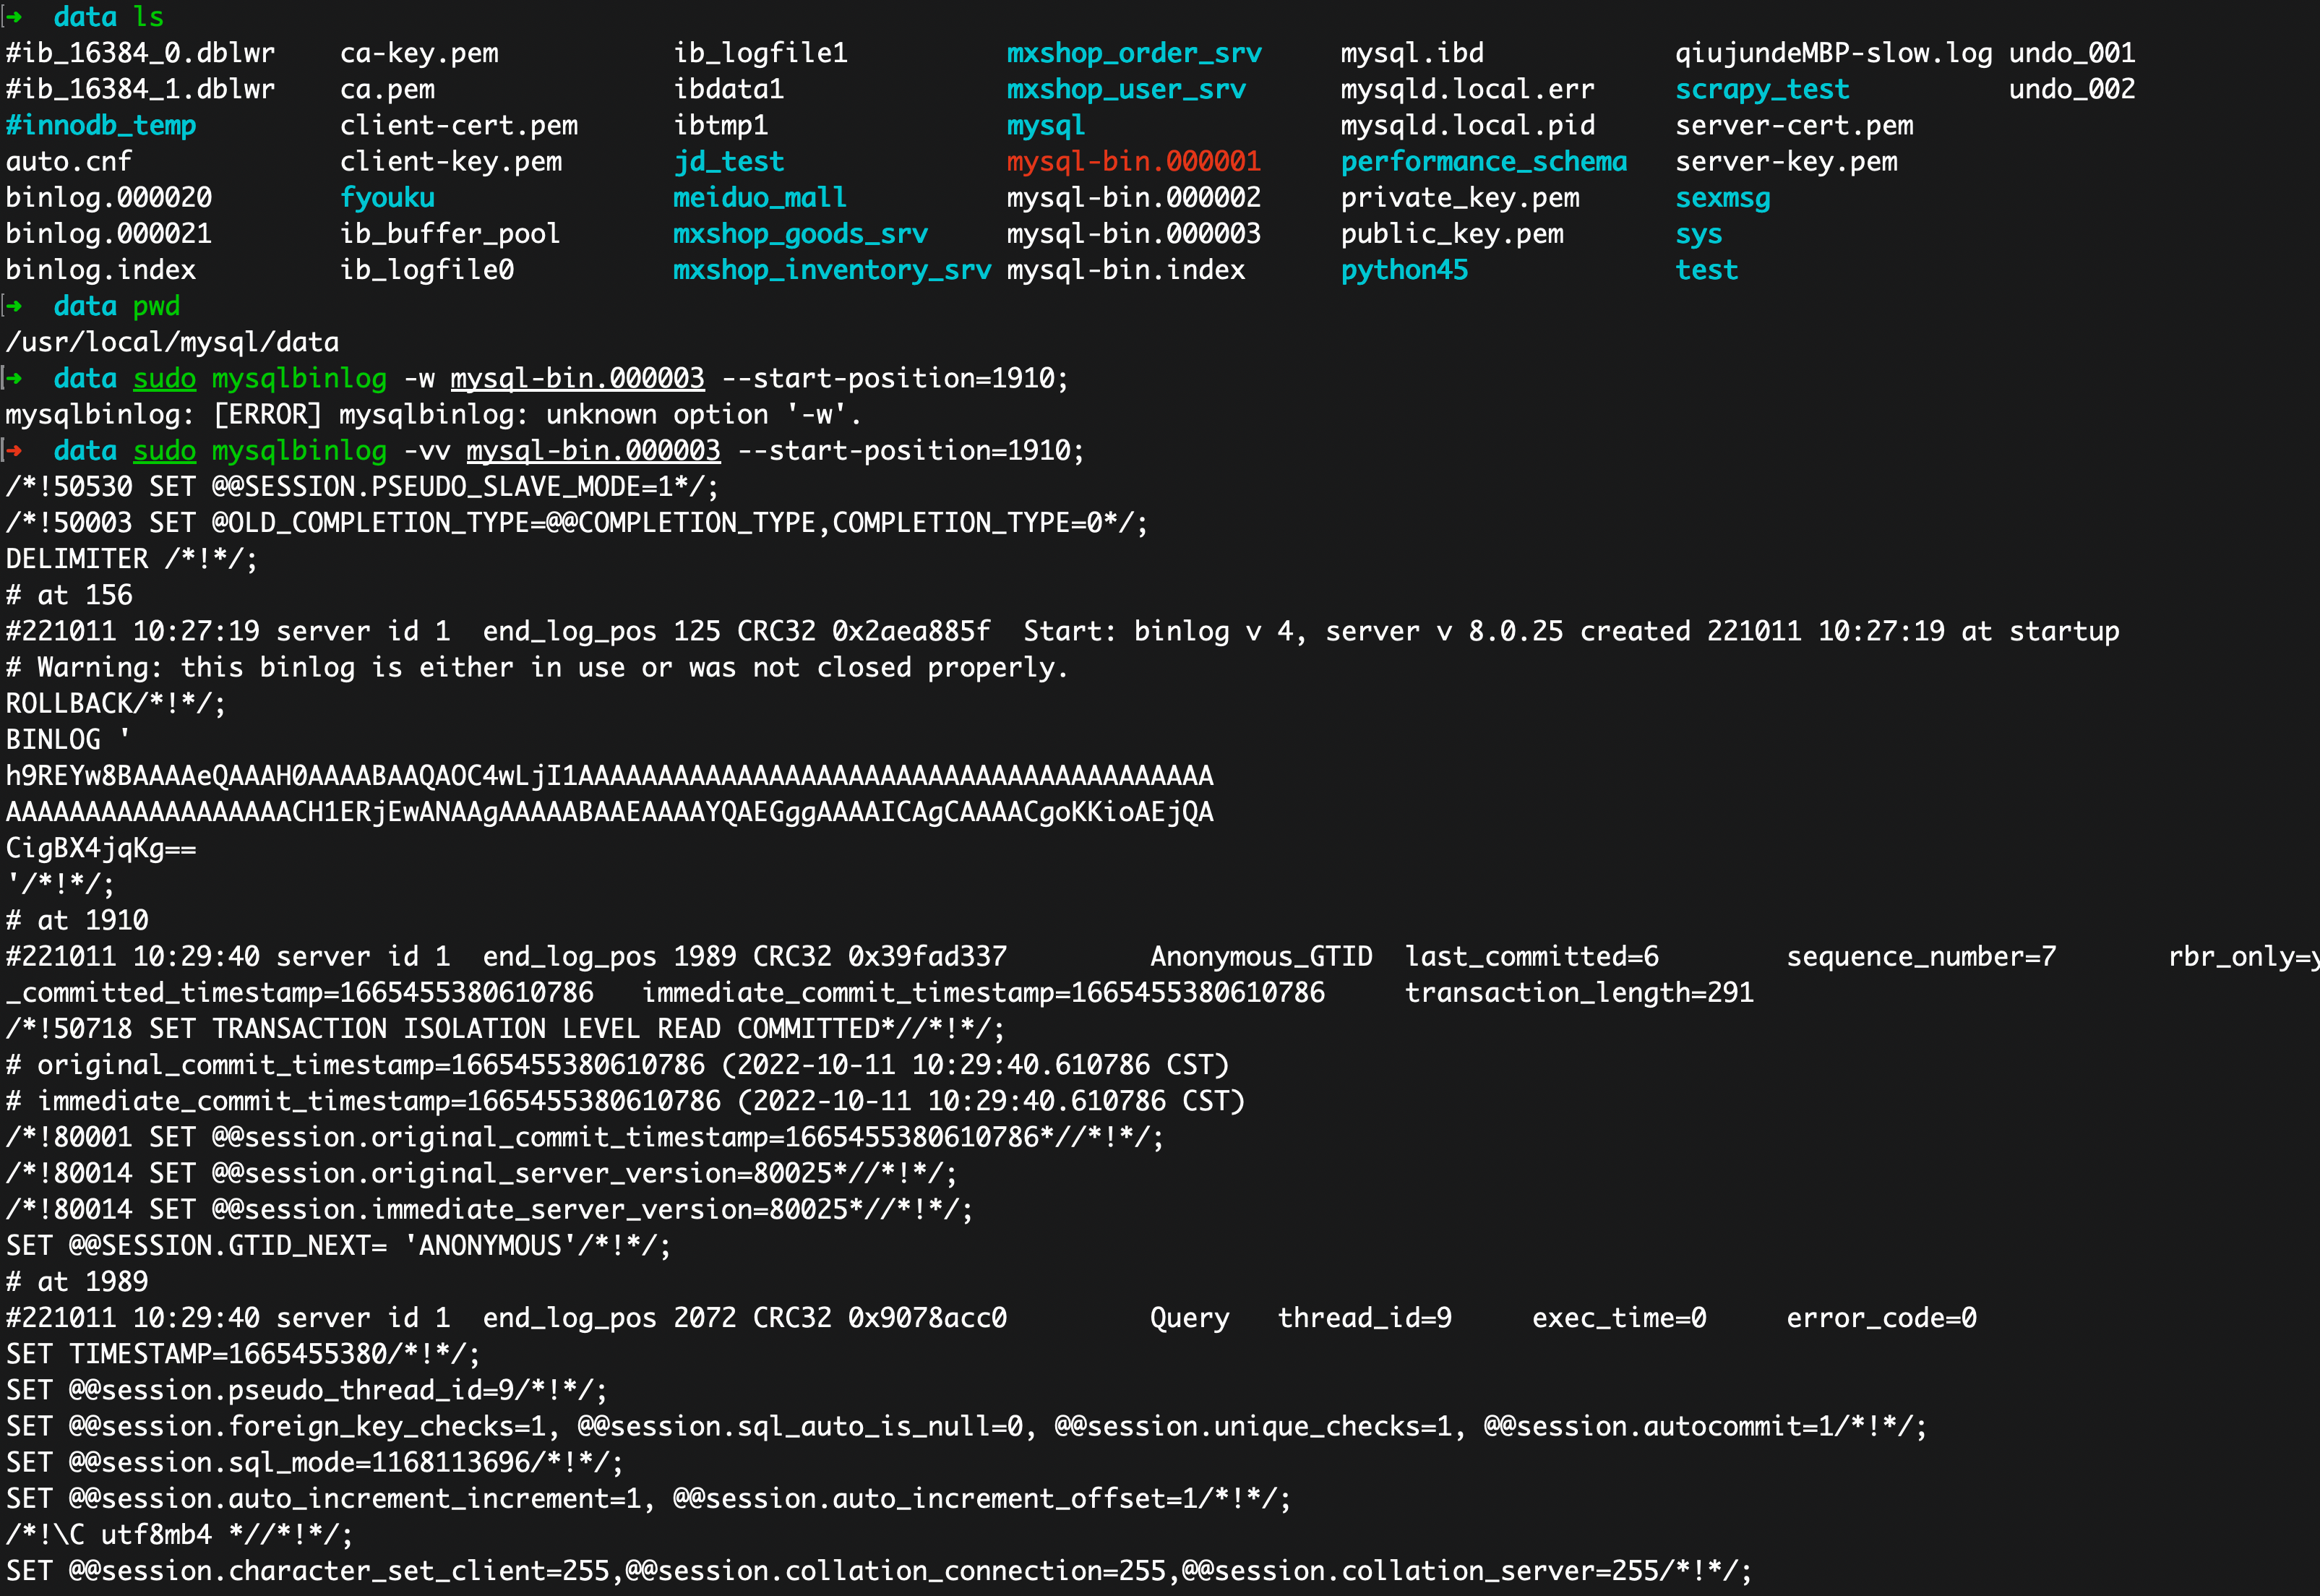 ➜  data ls
#ib_16384_0.dblwr    ca-key.pem           ib_logfile1          mxshop_order_srv     mysql.ibd            qiujundeMBP-slow.log undo_001
#ib_16384_1.dblwr    ca.pem               ibdata1              mxshop_user_srv      mysqld.local.err     scrapy_test          undo_002
#innodb_temp         client-cert.pem      ibtmp1               mysql                mysqld.local.pid     server-cert.pem
auto.cnf             client-key.pem       jd_test              mysql-bin.000001     performance_schema   server-key.pem
binlog.000020        fyouku               meiduo_mall          mysql-bin.000002     private_key.pem      sexmsg
binlog.000021        ib_buffer_pool       mxshop_goods_srv     mysql-bin.000003     public_key.pem       sys
binlog.index         ib_logfile0          mxshop_inventory_srv mysql-bin.index      python45             test
➜  data pwd
/usr/local/mysql/data
➜  data sudo mysqlbinlog -w mysql-bin.000003 --start-position=1910;
mysqlbinlog: [ERROR] mysqlbinlog: unknown option '-w'.
➜  data sudo mysqlbinlog -vv mysql-bin.000003 --start-position=1910;
/*!50530 SET @@SESSION.PSEUDO_SLAVE_MODE=1*/;
/*!50003 SET @OLD_COMPLETION_TYPE=@@COMPLETION_TYPE,COMPLETION_TYPE=0*/;
DELIMITER /*!*/;
# at 156
#221011 10:27:19 server id 1  end_log_pos 125 CRC32 0x2aea885f  Start: binlog v 4, server v 8.0.25 created 221011 10:27:19 at startup
# Warning: this binlog is either in use or was not closed properly.
ROLLBACK/*!*/;
BINLOG '
h9REYw8BAAAAeQAAAH0AAAABAAQAOC4wLjI1AAAAAAAAAAAAAAAAAAAAAAAAAAAAAAAAAAAAAAAA
AAAAAAAAAAAAAAAAAACH1ERjEwANAAgAAAAABAAEAAAAYQAEGggAAAAICAgCAAAACgoKKioAEjQA
CigBX4jqKg==
'/*!*/;
# at 1910
#221011 10:29:40 server id 1  end_log_pos 1989 CRC32 0x39fad337         Anonymous_GTID  last_committed=6        sequence_number=7       rbr_only=y
_committed_timestamp=1665455380610786   immediate_commit_timestamp=1665455380610786     transaction_length=291
/*!50718 SET TRANSACTION ISOLATION LEVEL READ COMMITTED*//*!*/;
# original_commit_timestamp=1665455380610786 (2022-10-11 10:29:40.610786 CST)
# immediate_commit_timestamp=1665455380610786 (2022-10-11 10:29:40.610786 CST)
/*!80001 SET @@session.original_commit_timestamp=1665455380610786*//*!*/;
/*!80014 SET @@session.original_server_version=80025*//*!*/;
/*!80014 SET @@session.immediate_server_version=80025*//*!*/;
SET @@SESSION.GTID_NEXT= 'ANONYMOUS'/*!*/;
# at 1989
#221011 10:29:40 server id 1  end_log_pos 2072 CRC32 0x9078acc0         Query   thread_id=9     exec_time=0     error_code=0
SET TIMESTAMP=1665455380/*!*/;
SET @@session.pseudo_thread_id=9/*!*/;
SET @@session.foreign_key_checks=1, @@session.sql_auto_is_null=0, @@session.unique_checks=1, @@session.autocommit=1/*!*/;
SET @@session.sql_mode=1168113696/*!*/;
SET @@session.auto_increment_increment=1, @@session.auto_increment_offset=1/*!*/;
/*!\C utf8mb4 *//*!*/;
SET @@session.character_set_client=255,@@session.collation_connection=255,@@session.collation_server=255/*!*/;